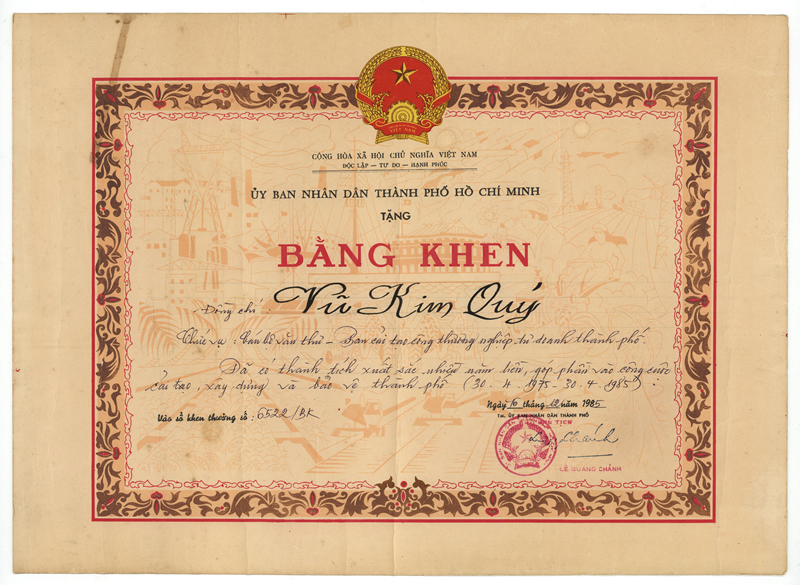 VIỆT NAM
CỘNG HÒA XÃ HỘI CHỦ NGHĨA VIỆT NAM
ĐỘC LẬP — TỰ DO — HẠNH PHÚC
ỦY BAN NHÂN DÂN THÀNH PHỐ HỒ CHÍ MINH
TẶNG
BẰNG KHEN
Đồng chí : Vũ Kim Quý
Chức vụ : Cán bộ văn thư - Ban cải tạo công thương nghiệp tư doanh thành phố.
Đã có thành tích xuất sắc nhiều năm liền, góp phần vào công cuộc
cải tạo, xây dựng và bảo vệ thành phố (30.4.1975-30.4.1985) .
Ngày 10 tháng 12 năm 1985
Vào sổ khen thưởng số : 6522/BK
TM. ỦY BAN NHÂN DÂN THÀNH PHỐ
TỊCH
LÊ QUANG CHÁNH